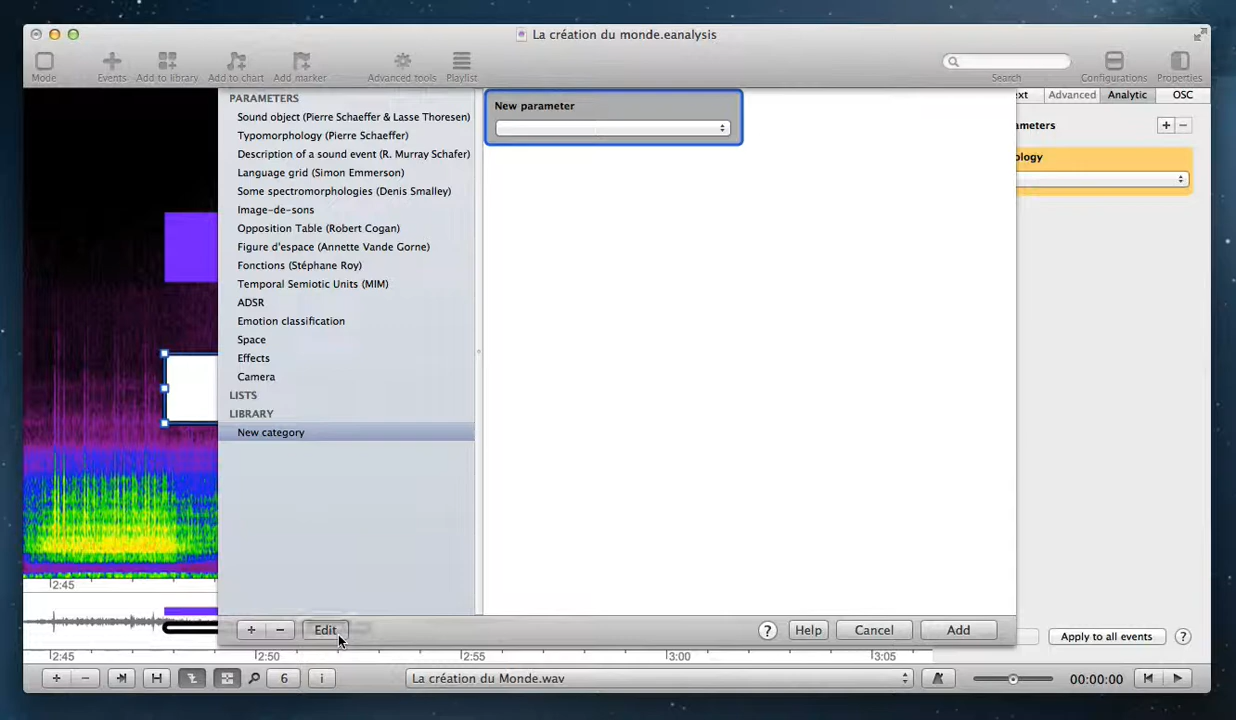 La création du monde.eanalysis
Mode
Events
Add to library
Add to chart
Add marker
Advanced tools
Playlist
Search
Configurations
Properties
PARAMETERS
Sound object (Pierre Schaeffer & Lasse Thoresen)
Typomorphology (Pierre Schaeffer)
Description of a sound event (R. Murray Schafer)
Language grid (Simon Emmerson)
Some spectromorphologies (Denis Smalley)
Image-de-sons
Opposition Table (Robert Cogan)
Figure d'espace (Annette Vande Gorne)
Fonctions (Stéphane Roy)
Temporal Semiotic Units (MIM)
ADSR
Emotion classification
Space
Effects
Camera
LISTS
LIBRARY
New category
New parameter
ext
Advanced
Analytic
OSC
ameters
+ −
ology
+ − Edit
? Help Cancel Add
Apply to all events ?
2:45
2:45 2:50 2:55 3:00 3:05
+ − 6 i
La création du Monde.wav
00:00:00